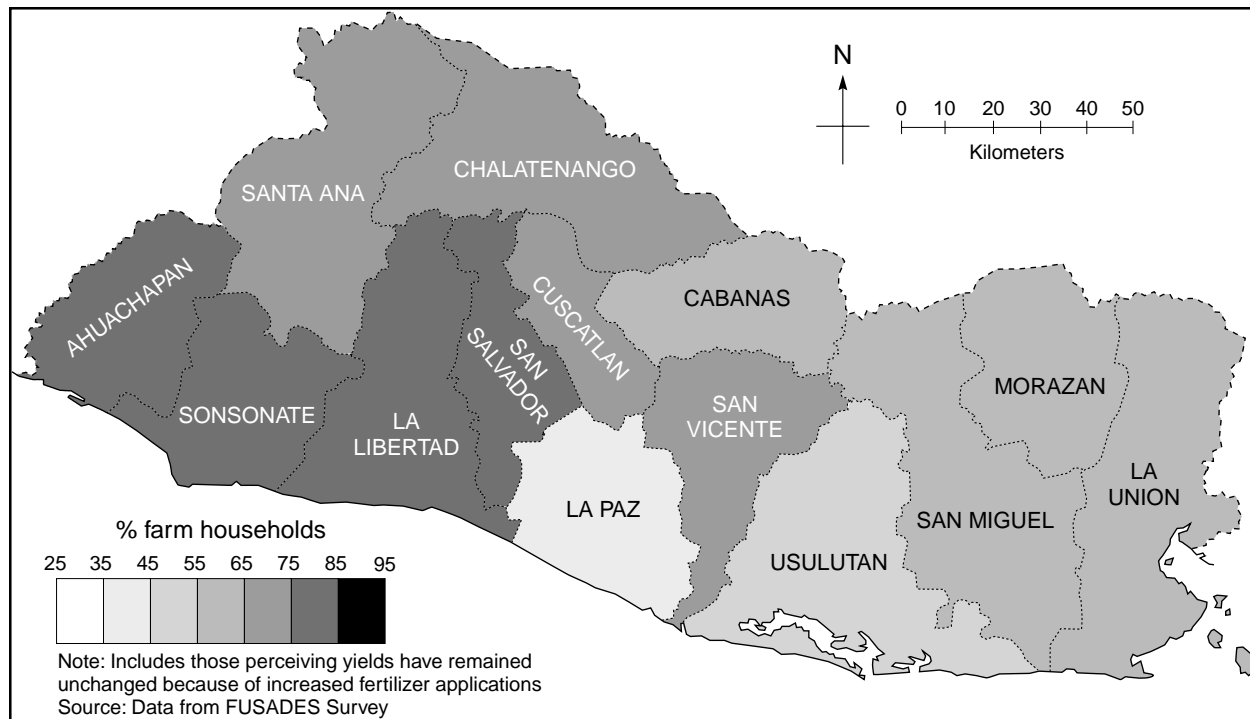 N
0 10 20 30 40 50
Kilometers
CHALATENANGO
SANTA ANA
AHUACHAPAN
CUSCATLAN
CABANAS
SAN
SALVADOR
MORAZAN
SONSONATE
LA
LIBERTAD
SAN
VICENTE
LA
UNION
LA PAZ
SAN MIGUEL
USULUTAN
% farm households
25 35 45 55 65 75 85 95
Note: Includes those perceiving yields have remained
unchanged because of increased fertilizer applications
Source: Data from FUSADES Survey